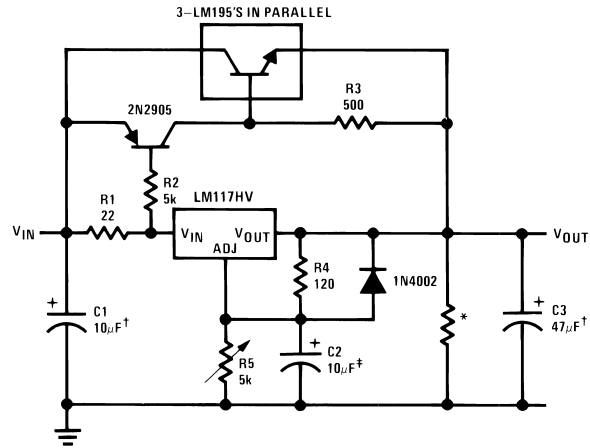 3–LM195'S IN PARALLEL
R3
500
2N2905
R2
5k
LM117HV
R1
22
VIN
VIN
VOUT
ADJ
VOUT
R4
120
1N4002
+
C1
10µF†
R5
5k
+
C2
10µF‡
*
+
C3
47µF†